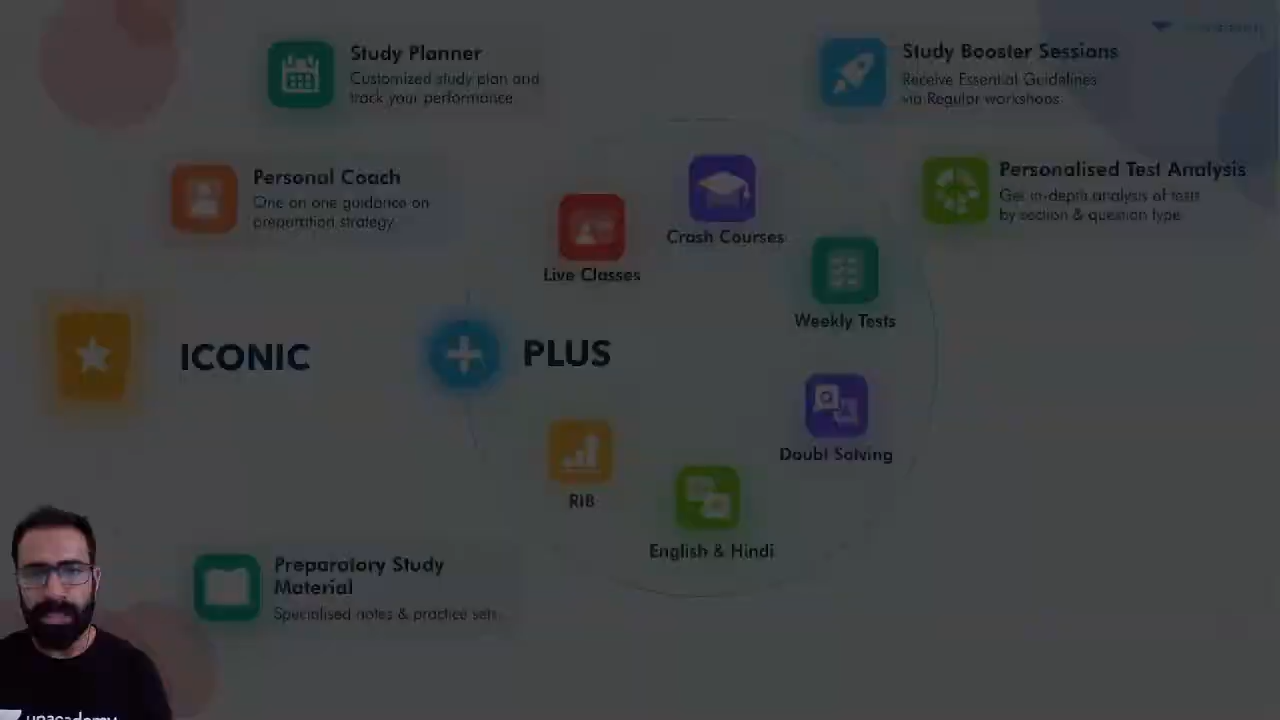 Study Planner
Customized study plan and
track your performance
Study Booster Sessions
Receive Essential Guidelines
via Regular workshops
Personal Coach
One on one guidance on
preparation strategy
Personalised Test Analysis
Get in-depth analysis of tests
by section & question type
Crash Courses
Live Classes
Weekly Tests
ICONIC
PLUS
Doubt Solving
RIB
English & Hindi
Preparatory Study
Material
Specialised notes & practice sets
unacademy